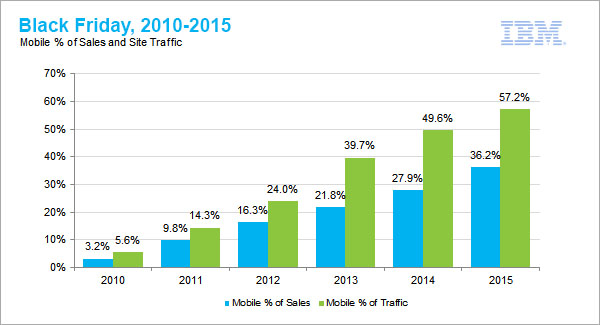 Black Friday, 2010-2015
Mobile % of Sales and Site Traffic
IBM.
70%
60%
50%
40%
30%
20%
10%
0%
3.2% 5.6%
9.8% 14.3%
16.3% 24.0%
21.8% 39.7%
27.9% 49.6%
36.2% 57.2%
2010 2011 2012 2013 2014 2015
Mobile % of Sales Mobile % of Traffic